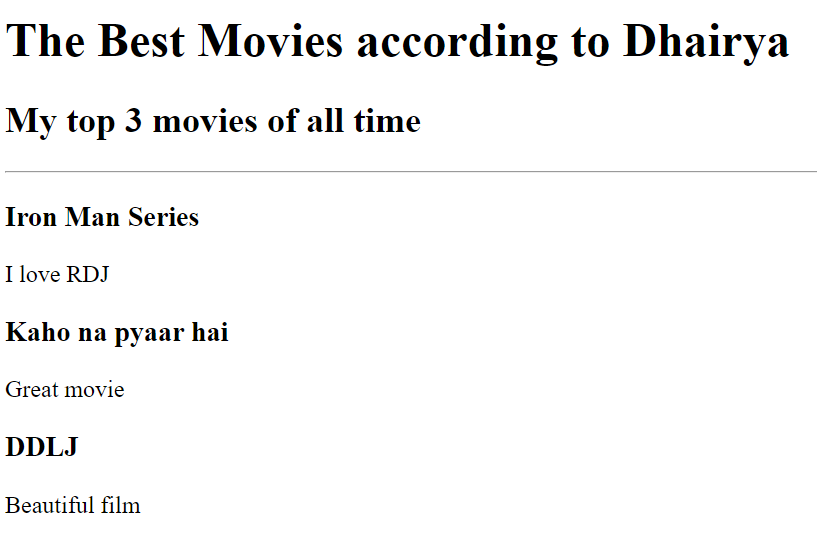 The Best Movies according to Dhairya
My top 3 movies of all time
Iron Man Series
I love RDJ
Kaho na pyaar hai
Great movie
DDLJ
Beautiful film